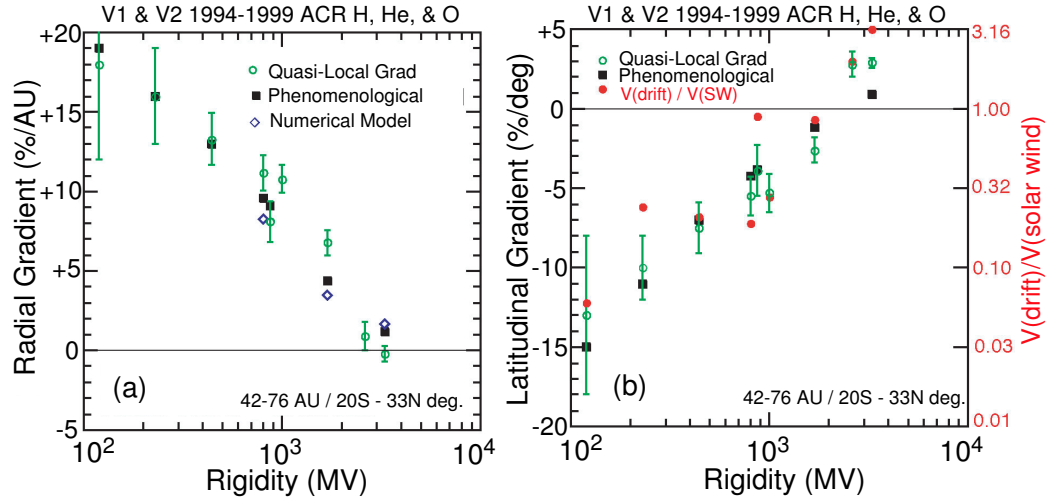 V1 & V2 1994-1999 ACR H, He, & O
+20
+15
+10
+5
0
-5
Radial Gradient (%/AU)
Quasi-Local Grad
Phenomenological
Numerical Model
(a)
42-76 AU / 20S - 33N deg.
10^2
10^3
10^4
Rigidity (MV)
V1 & V2 1994-1999 ACR H, He, & O
+5
0
-5
-10
-15
-20
Latitudinal Gradient (%/deg)
Quasi-Local Grad
Phenomenological
V(drift) / V(SW)
(b)
42-76 AU / 20S - 33N deg.
3.16
1.00
0.32
0.10
0.03
0.01
V(drift)/V(solar wind)
10^2
10^3
10^4
Rigidity (MV)